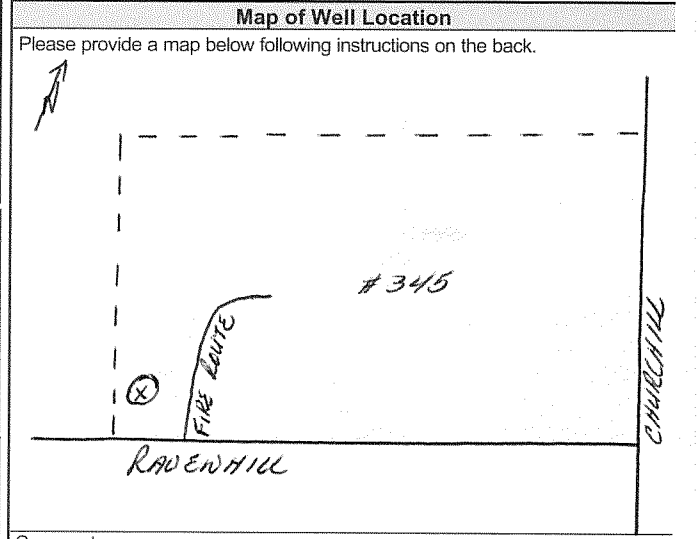 Map of Well Location
Please provide a map below following instructions on the back.
N
#345
FIRE ROUTE
X
CHURCHILL
RAVENHILL